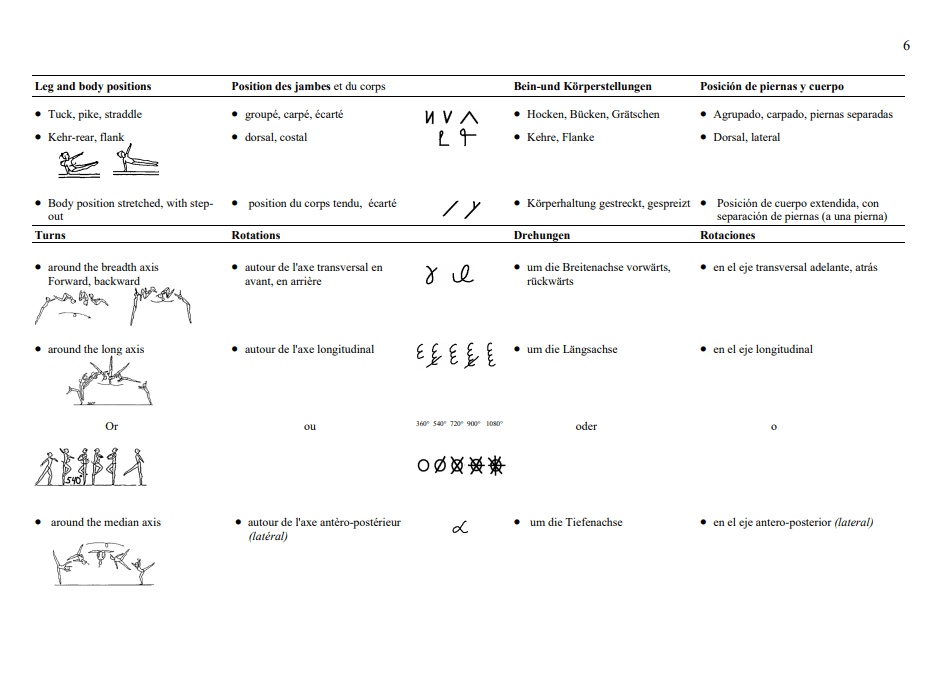 6
Leg and body positions Position des jambes et du corps Bein-und Körperstellungen Posición de piernas y cuerpo
• Tuck, pike, straddle • groupé, carpé, écarté • Hocken, Bücken, Grätschen • Agrupado, carpado, piernas separadas
• Kehr-rear, flank • dorsal, costal • Kehre, Flanke • Dorsal, lateral
• Body position stretched, with step- • position du corps tendu, écarté • Körperhaltung gestreckt, gespreizt • Posición de cuerpo extendida, con
out separación de piernas (a una pierna)
Turns Rotations Drehungen Rotaciones
• around the breadth axis • autour de l'axe transversal en • um die Breitenachse vorwärts, • en el eje transversal adelante, atrás
Forward, backward avant, en arrière rückwärts
• around the long axis • autour de l'axe longitudinal • um die Längsachse • en el eje longitudinal
Or ou 360° 540° 720° 900° 1080° oder o
540°
• around the median axis • autour de l'axe antèro-postérieur • um die Tiefenachse • en el eje antero-posterior (lateral)
(latéral)